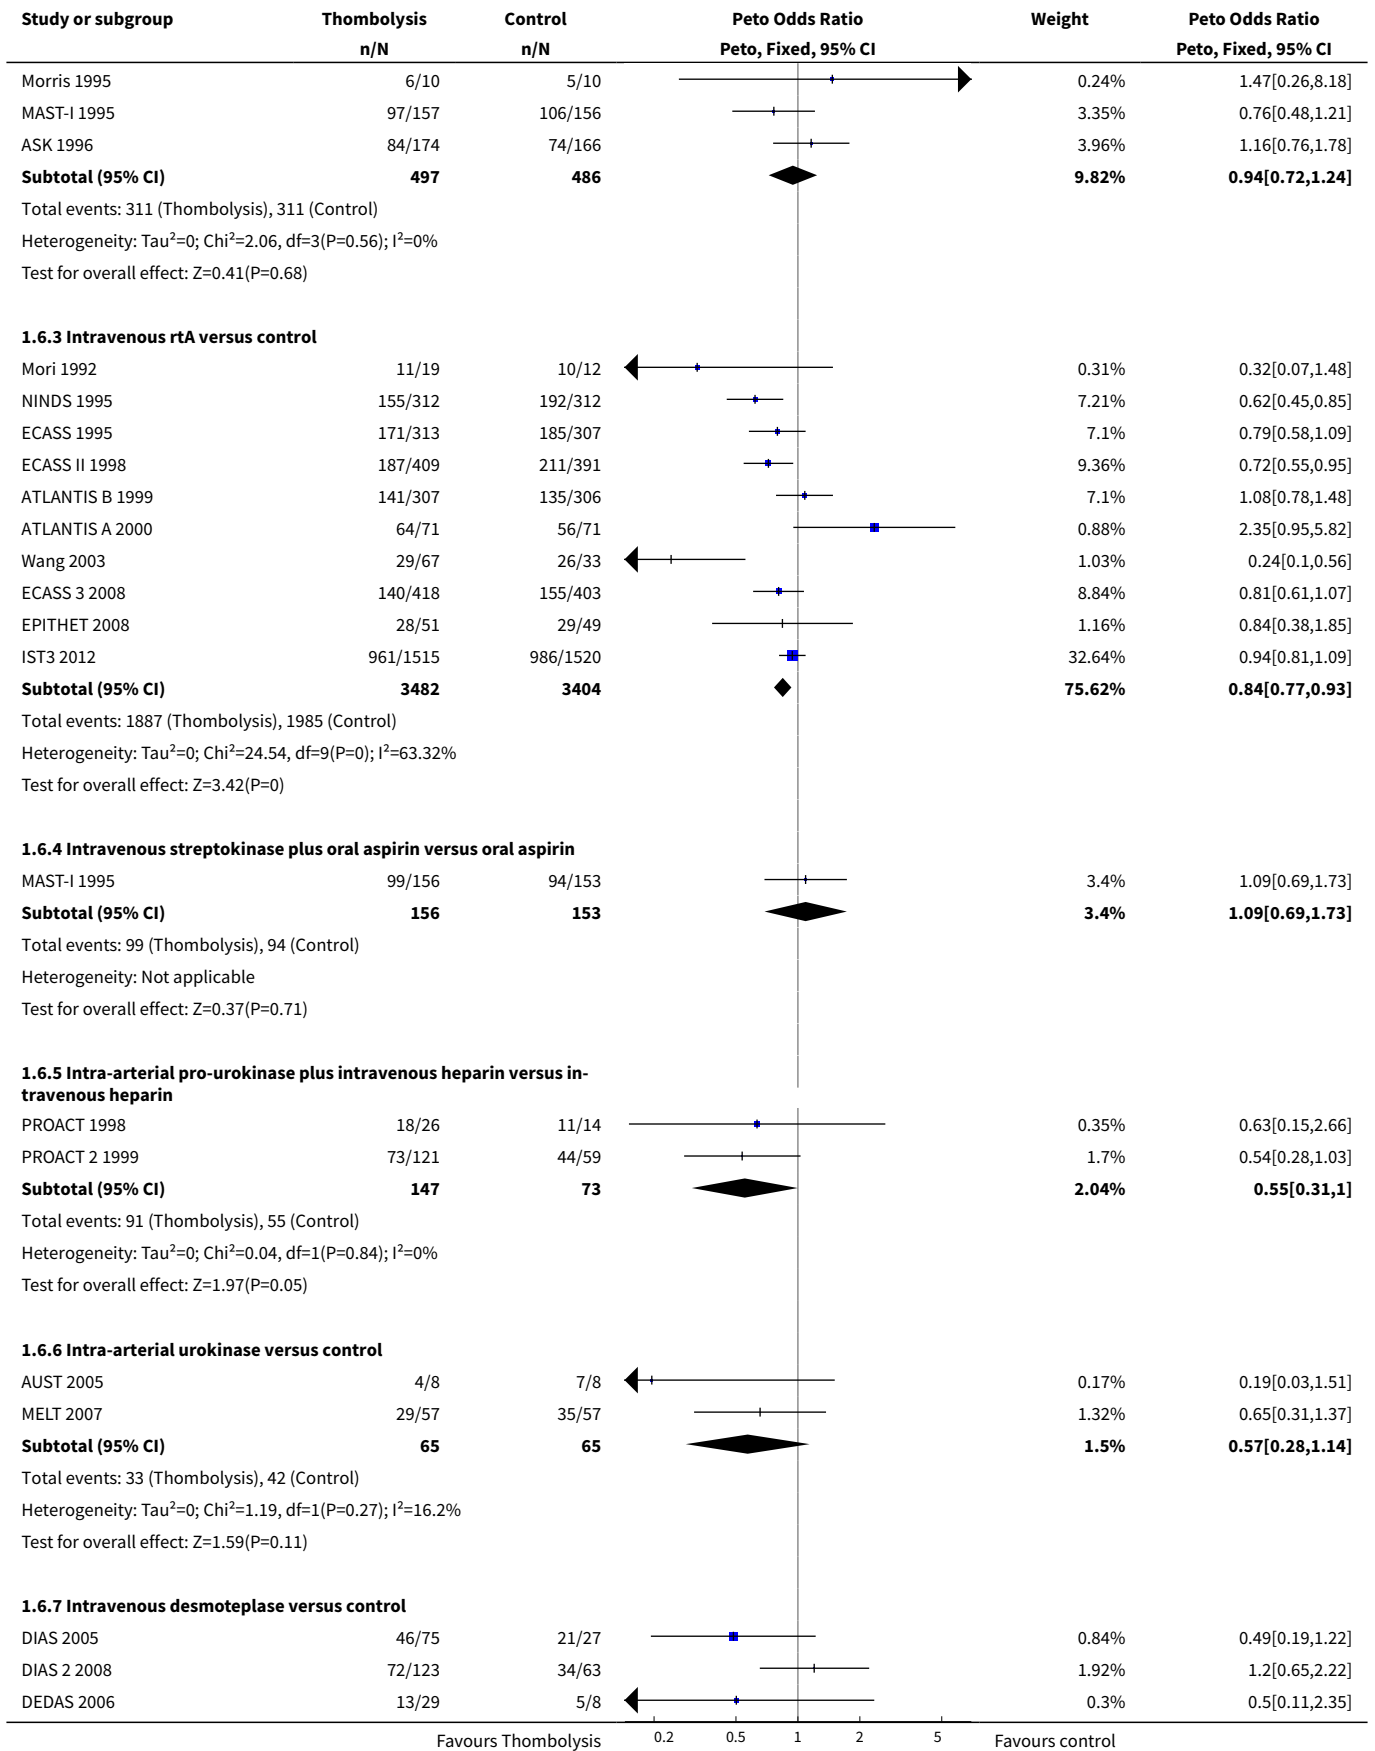 Study or subgroup Thombolysis Control Peto Odds Ratio Weight Peto Odds Ratio
n/N n/N Peto, Fixed, 95% CI Peto, Fixed, 95% CI
Morris 1995 6/10 5/10 0.24% 1.47[0.26,8.18]
MAST-I 1995 97/157 106/156 3.35% 0.76[0.48,1.21]
ASK 1996 84/174 74/166 3.96% 1.16[0.76,1.78]
Subtotal (95% CI) 497 486 9.82% 0.94[0.72,1.24]
Total events: 311 (Thombolysis), 311 (Control)
Heterogeneity: Tau²=0; Chi²=2.06, df=3(P=0.56); I²=0%
Test for overall effect: Z=0.41(P=0.68)
1.6.3 Intravenous rtA versus control
Mori 1992 11/19 10/12 0.31% 0.32[0.07,1.48]
NINDS 1995 155/312 192/312 7.21% 0.62[0.45,0.85]
ECASS 1995 171/313 185/307 7.1% 0.79[0.58,1.09]
ECASS II 1998 187/409 211/391 9.36% 0.72[0.55,0.95]
ATLANTIS B 1999 141/307 135/306 7.1% 1.08[0.78,1.48]
ATLANTIS A 2000 64/71 56/71 0.88% 2.35[0.95,5.82]
Wang 2003 29/67 26/33 1.03% 0.24[0.1,0.56]
ECASS 3 2008 140/418 155/403 8.84% 0.81[0.61,1.07]
EPITHET 2008 28/51 29/49 1.16% 0.84[0.38,1.85]
IST3 2012 961/1515 986/1520 32.64% 0.94[0.81,1.09]
Subtotal (95% CI) 3482 3404 75.62% 0.84[0.77,0.93]
Total events: 1887 (Thombolysis), 1985 (Control)
Heterogeneity: Tau²=0; Chi²=24.54, df=9(P=0); I²=63.32%
Test for overall effect: Z=3.42(P=0)
1.6.4 Intravenous streptokinase plus oral aspirin versus oral aspirin
MAST-I 1995 99/156 94/153 3.4% 1.09[0.69,1.73]
Subtotal (95% CI) 156 153 3.4% 1.09[0.69,1.73]
Total events: 99 (Thombolysis), 94 (Control)
Heterogeneity: Not applicable
Test for overall effect: Z=0.37(P=0.71)
1.6.5 Intra-arterial pro-urokinase plus intravenous heparin versus in-
travenous heparin
PROACT 1998 18/26 11/14 0.35% 0.63[0.15,2.66]
PROACT 2 1999 73/121 44/59 1.7% 0.54[0.28,1.03]
Subtotal (95% CI) 147 73 2.04% 0.55[0.31,1]
Total events: 91 (Thombolysis), 55 (Control)
Heterogeneity: Tau²=0; Chi²=0.04, df=1(P=0.84); I²=0%
Test for overall effect: Z=1.97(P=0.05)
1.6.6 Intra-arterial urokinase versus control
AUST 2005 4/8 7/8 0.17% 0.19[0.03,1.51]
MELT 2007 29/57 35/57 1.32% 0.65[0.31,1.37]
Subtotal (95% CI) 65 65 1.5% 0.57[0.28,1.14]
Total events: 33 (Thombolysis), 42 (Control)
Heterogeneity: Tau²=0; Chi²=1.19, df=1(P=0.27); I²=16.2%
Test for overall effect: Z=1.59(P=0.11)
1.6.7 Intravenous desmoteplase versus control
DIAS 2005 46/75 21/27 0.84% 0.49[0.19,1.22]
DIAS 2 2008 72/123 34/63 1.92% 1.2[0.65,2.22]
DEDAS 2006 13/29 5/8 0.3% 0.5[0.11,2.35]
Favours Thombolysis 0.2 0.5 1 2 5 Favours control